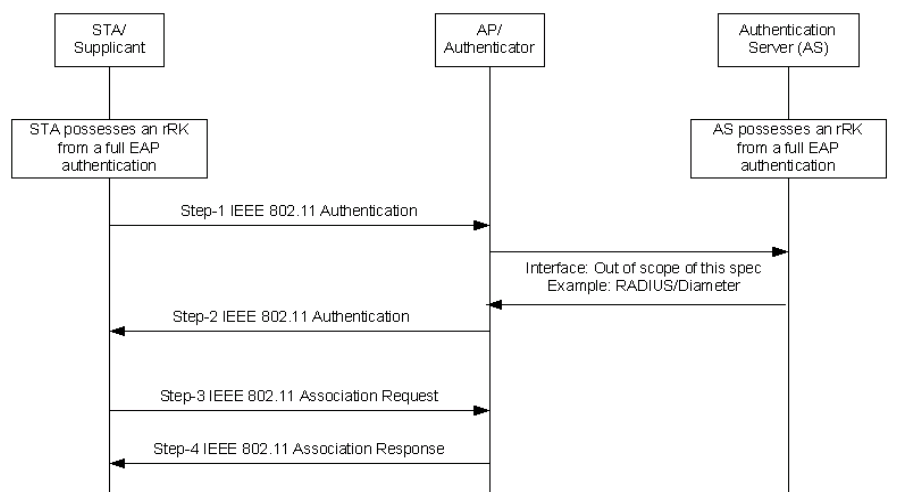 STA/
Supplicant
AP/
Authenticator
Authentication
Server (AS)
STA possesses an rRK
from a full EAP
authentication
AS possesses an rRK
from a full EAP
authentication
Step-1 IEEE 802.11 Authentication
Interface: Out of scope of this spec
Example: RADIUS/Diameter
Step-2 IEEE 802.11 Authentication
Step-3 IEEE 802.11 Association Request
Step-4 IEEE 802.11 Association Response